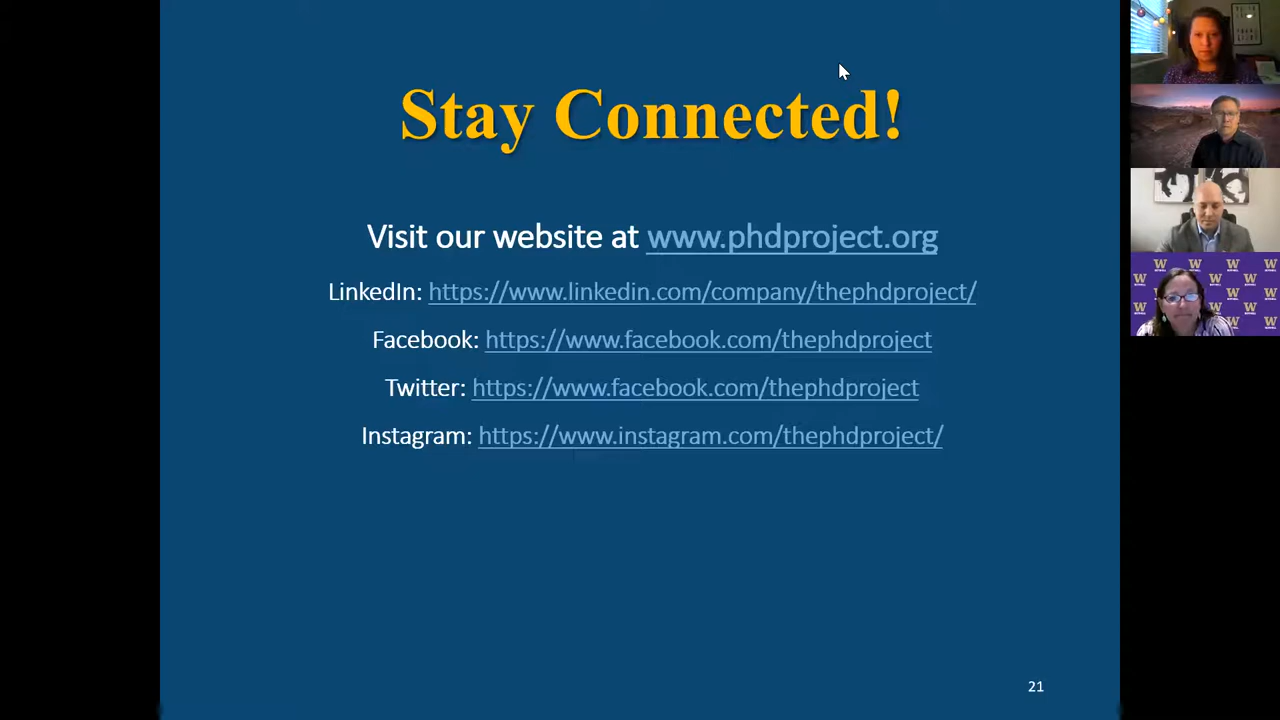 Stay Connected!
Visit our website at www.phdproject.org
LinkedIn: https://www.linkedin.com/company/thephdproject/
Facebook: https://www.facebook.com/thephdproject
Twitter: https://www.facebook.com/thephdproject
Instagram: https://www.instagram.com/thephdproject/
21